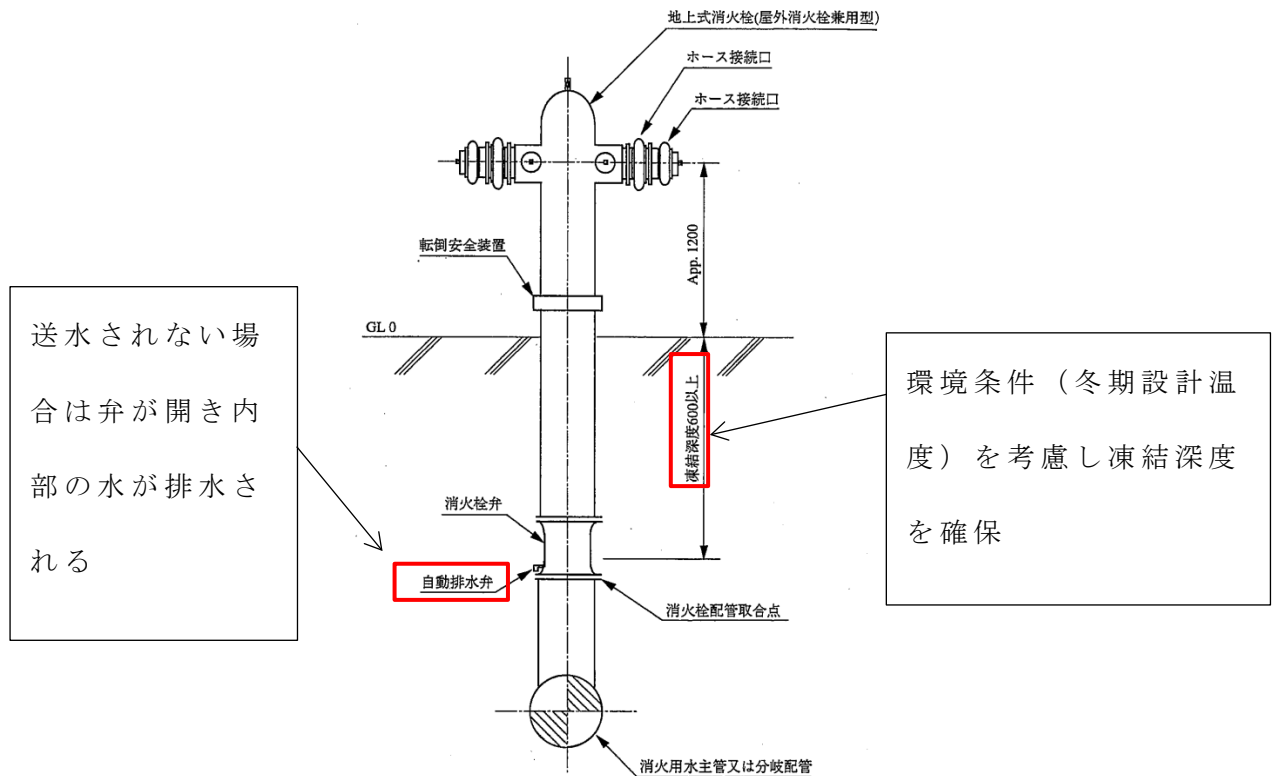 地上式消火栓(屋外消火栓兼用型)
ホース接続口
ホース接続口
転倒安全装置
App. 1200
GL 0
送水されない場
合は弁が開き内
部の水が排水さ
れる
凍結深度600以上
環境条件（冬期設計温
度）を考慮し凍結深度
を確保
消火栓弁
自動排水弁
消火栓配管取合点
消火用水主管又は分岐配管